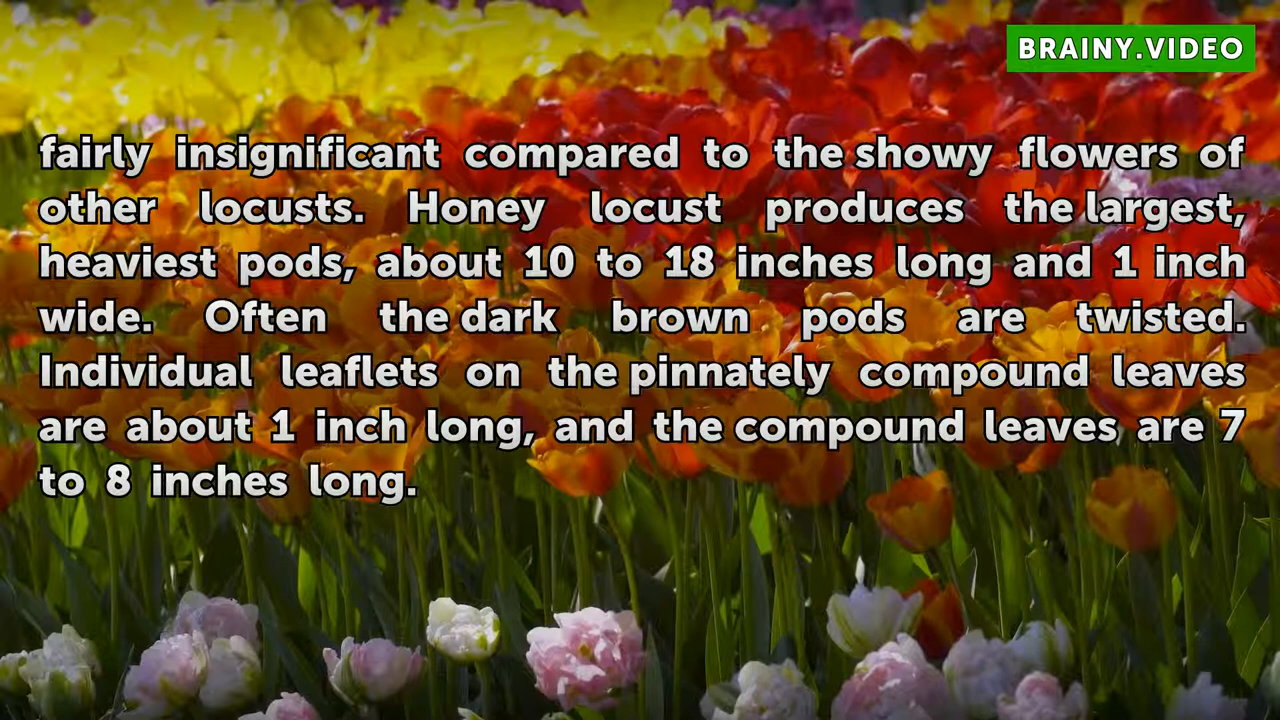 BRAINY.VIDEO
fairly insignificant compared to the showy flowers of
other locusts. Honey locust produces the largest,
heaviest pods, about 10 to 18 inches long and 1 inch
wide. Often the dark brown pods are twisted.
Individual leaflets on the pinnately compound leaves
are about 1 inch long, and the compound leaves are 7
to 8 inches long.